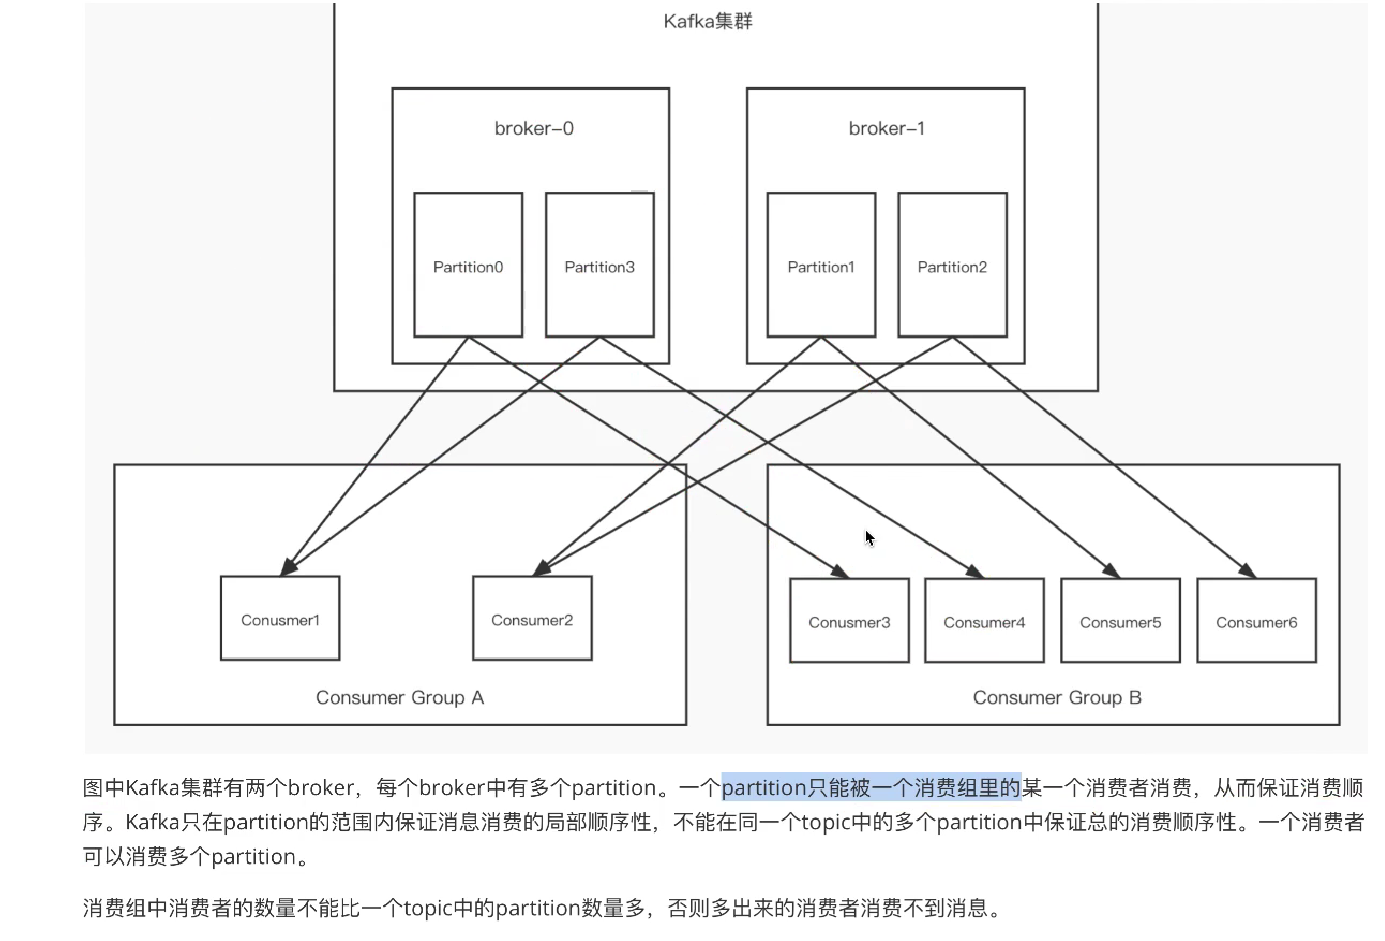 Kafka集群
broker-0
broker-1
Partition0
Partition3
Partition1
Partition2
Conusmer1
Consumer2
Consumer Group A
Conusmer3
Consumer4
Consumer5
Consumer6
Consumer Group B
图中Kafka集群有两个broker，每个broker中有多个partition。一个partition只能被一个消费组里的某一个消费者消费，从而保证消费顺
序。Kafka只在partition的范围内保证消息消费的局部顺序性，不能在同一个topic中的多个partition中保证总的消费顺序性。一个消费者
可以消费多个partition。
消费组中消费者的数量不能比一个topic中的partition数量多，否则多出来的消费者消费不到消息。